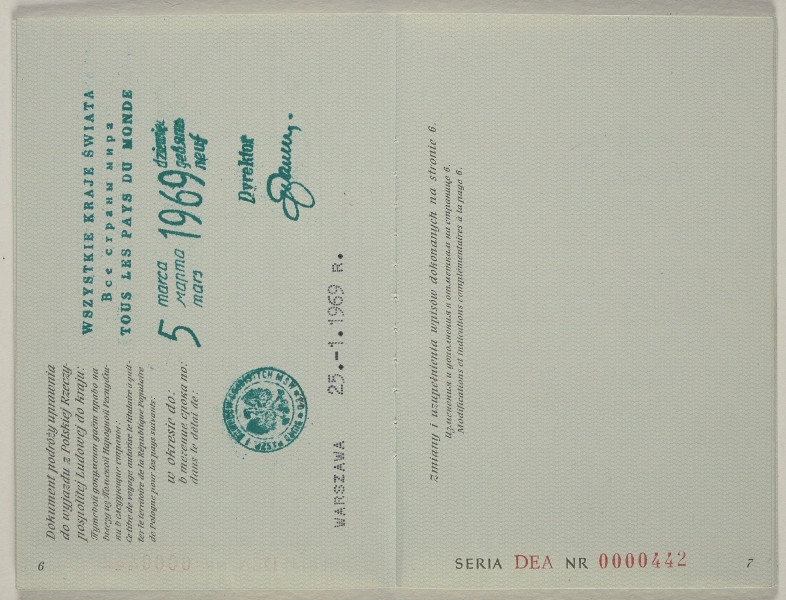 Dokument podróży uprawnia
do wyjazdu z Polskiej Rzeczy-
pospolitej Ludowej do kraju:
Путевой документ даёт право на
выезд из Польской Народной Республи-
ки в следующие страны:
Ce titre de voyage autorise le titulaire à quit-
ter le territoire de la République Populaire
de Pologne pour les pays suivants:
WSZYSTKIE KRAJE ŚWIATA
Все страны мира
TOUS LES PAYS DU MONDE
w okresie do:
в течение срока по:
dans le délai de:
5 marca 1969 dziewięć
марта
mars neuf
Dyrektor
WARSZAWA 25.-1.1969 r.
6
Zmiany i uzupełnienia wpisów dokonanych na stronie 6.
Изменения и дополнения к отметкам на странице 6.
Modifications et indications complémentaires à la page 6.
SERIA DEA NR 0000442
7